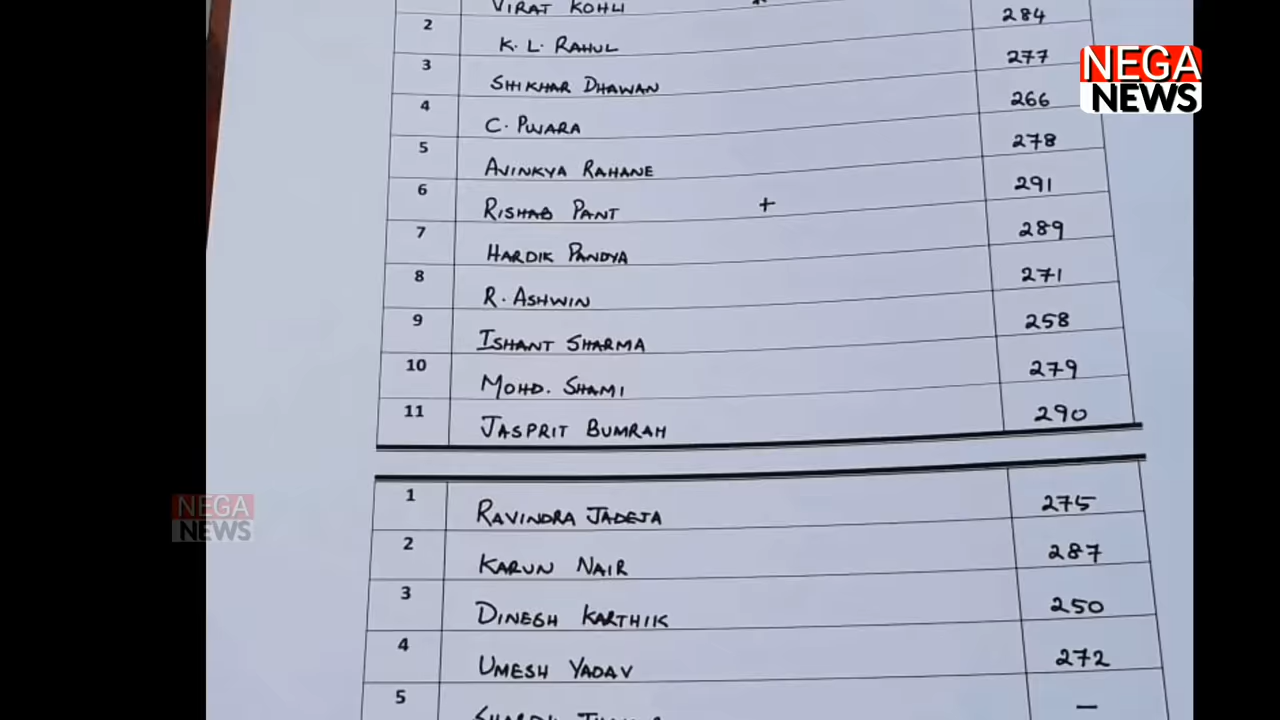 VIRAT KOHLI
2 K. L. RAHUL 284
3 SHIKHAR DHAWAN 277
4 C. PUJARA 266
5 AJINKYA RAHANE 278
6 RISHAB PANT + 291
7 HARDIK PANDYA 289
8 R. ASHWIN 271
9 ISHANT SHARMA 258
10 MOHD. SHAMI 279
11 JASPRIT BUMRAH 290
1 RAVINDRA JADEJA 275
2 KARUN NAIR 287
3 DINESH KARTHIK 250
4 UMESH YADAV 272
5 —
NEGA
NEWS
NEGA
NEWS